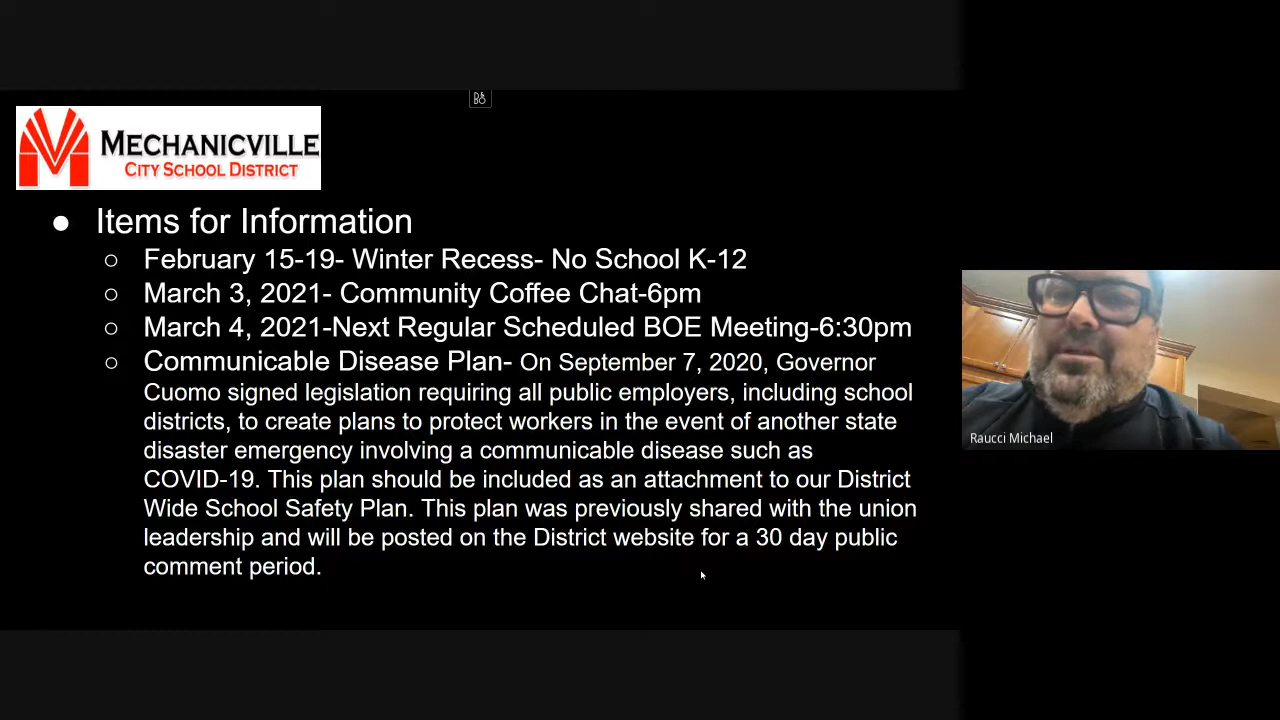 MECHANICVILLE
CITY SCHOOL DISTRICT
● Items for Information
○ February 15-19- Winter Recess- No School K-12
○ March 3, 2021- Community Coffee Chat-6pm
○ March 4, 2021-Next Regular Scheduled BOE Meeting-6:30pm
○ Communicable Disease Plan- On September 7, 2020, Governor
Cuomo signed legislation requiring all public employers, including school
districts, to create plans to protect workers in the event of another state
disaster emergency involving a communicable disease such as
COVID-19. This plan should be included as an attachment to our District
Wide School Safety Plan. This plan was previously shared with the union
leadership and will be posted on the District website for a 30 day public
comment period.
Raucci Michael